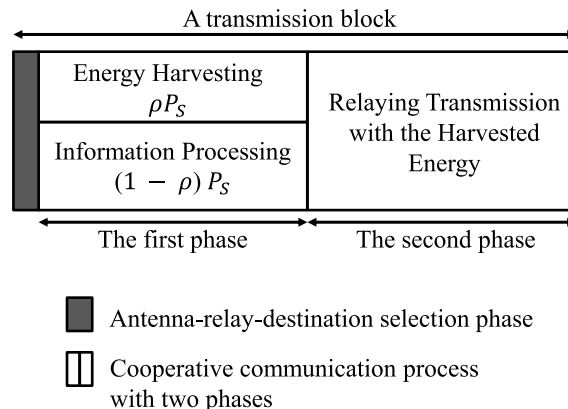 A transmission block
Energy Harvesting
ρP_S
Information Processing
(1 − ρ) P_S
Relaying Transmission
with the Harvested
Energy
The first phase
The second phase
Antenna-relay-destination selection phase
Cooperative communication process
with two phases